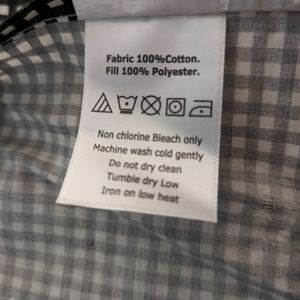 Fabric 100%Cotton.
Fill 100% Polyester.
Non chlorine Bleach only
Machine wash cold gently
Do not dry clean
Tumble dry Low
Iron on low heat